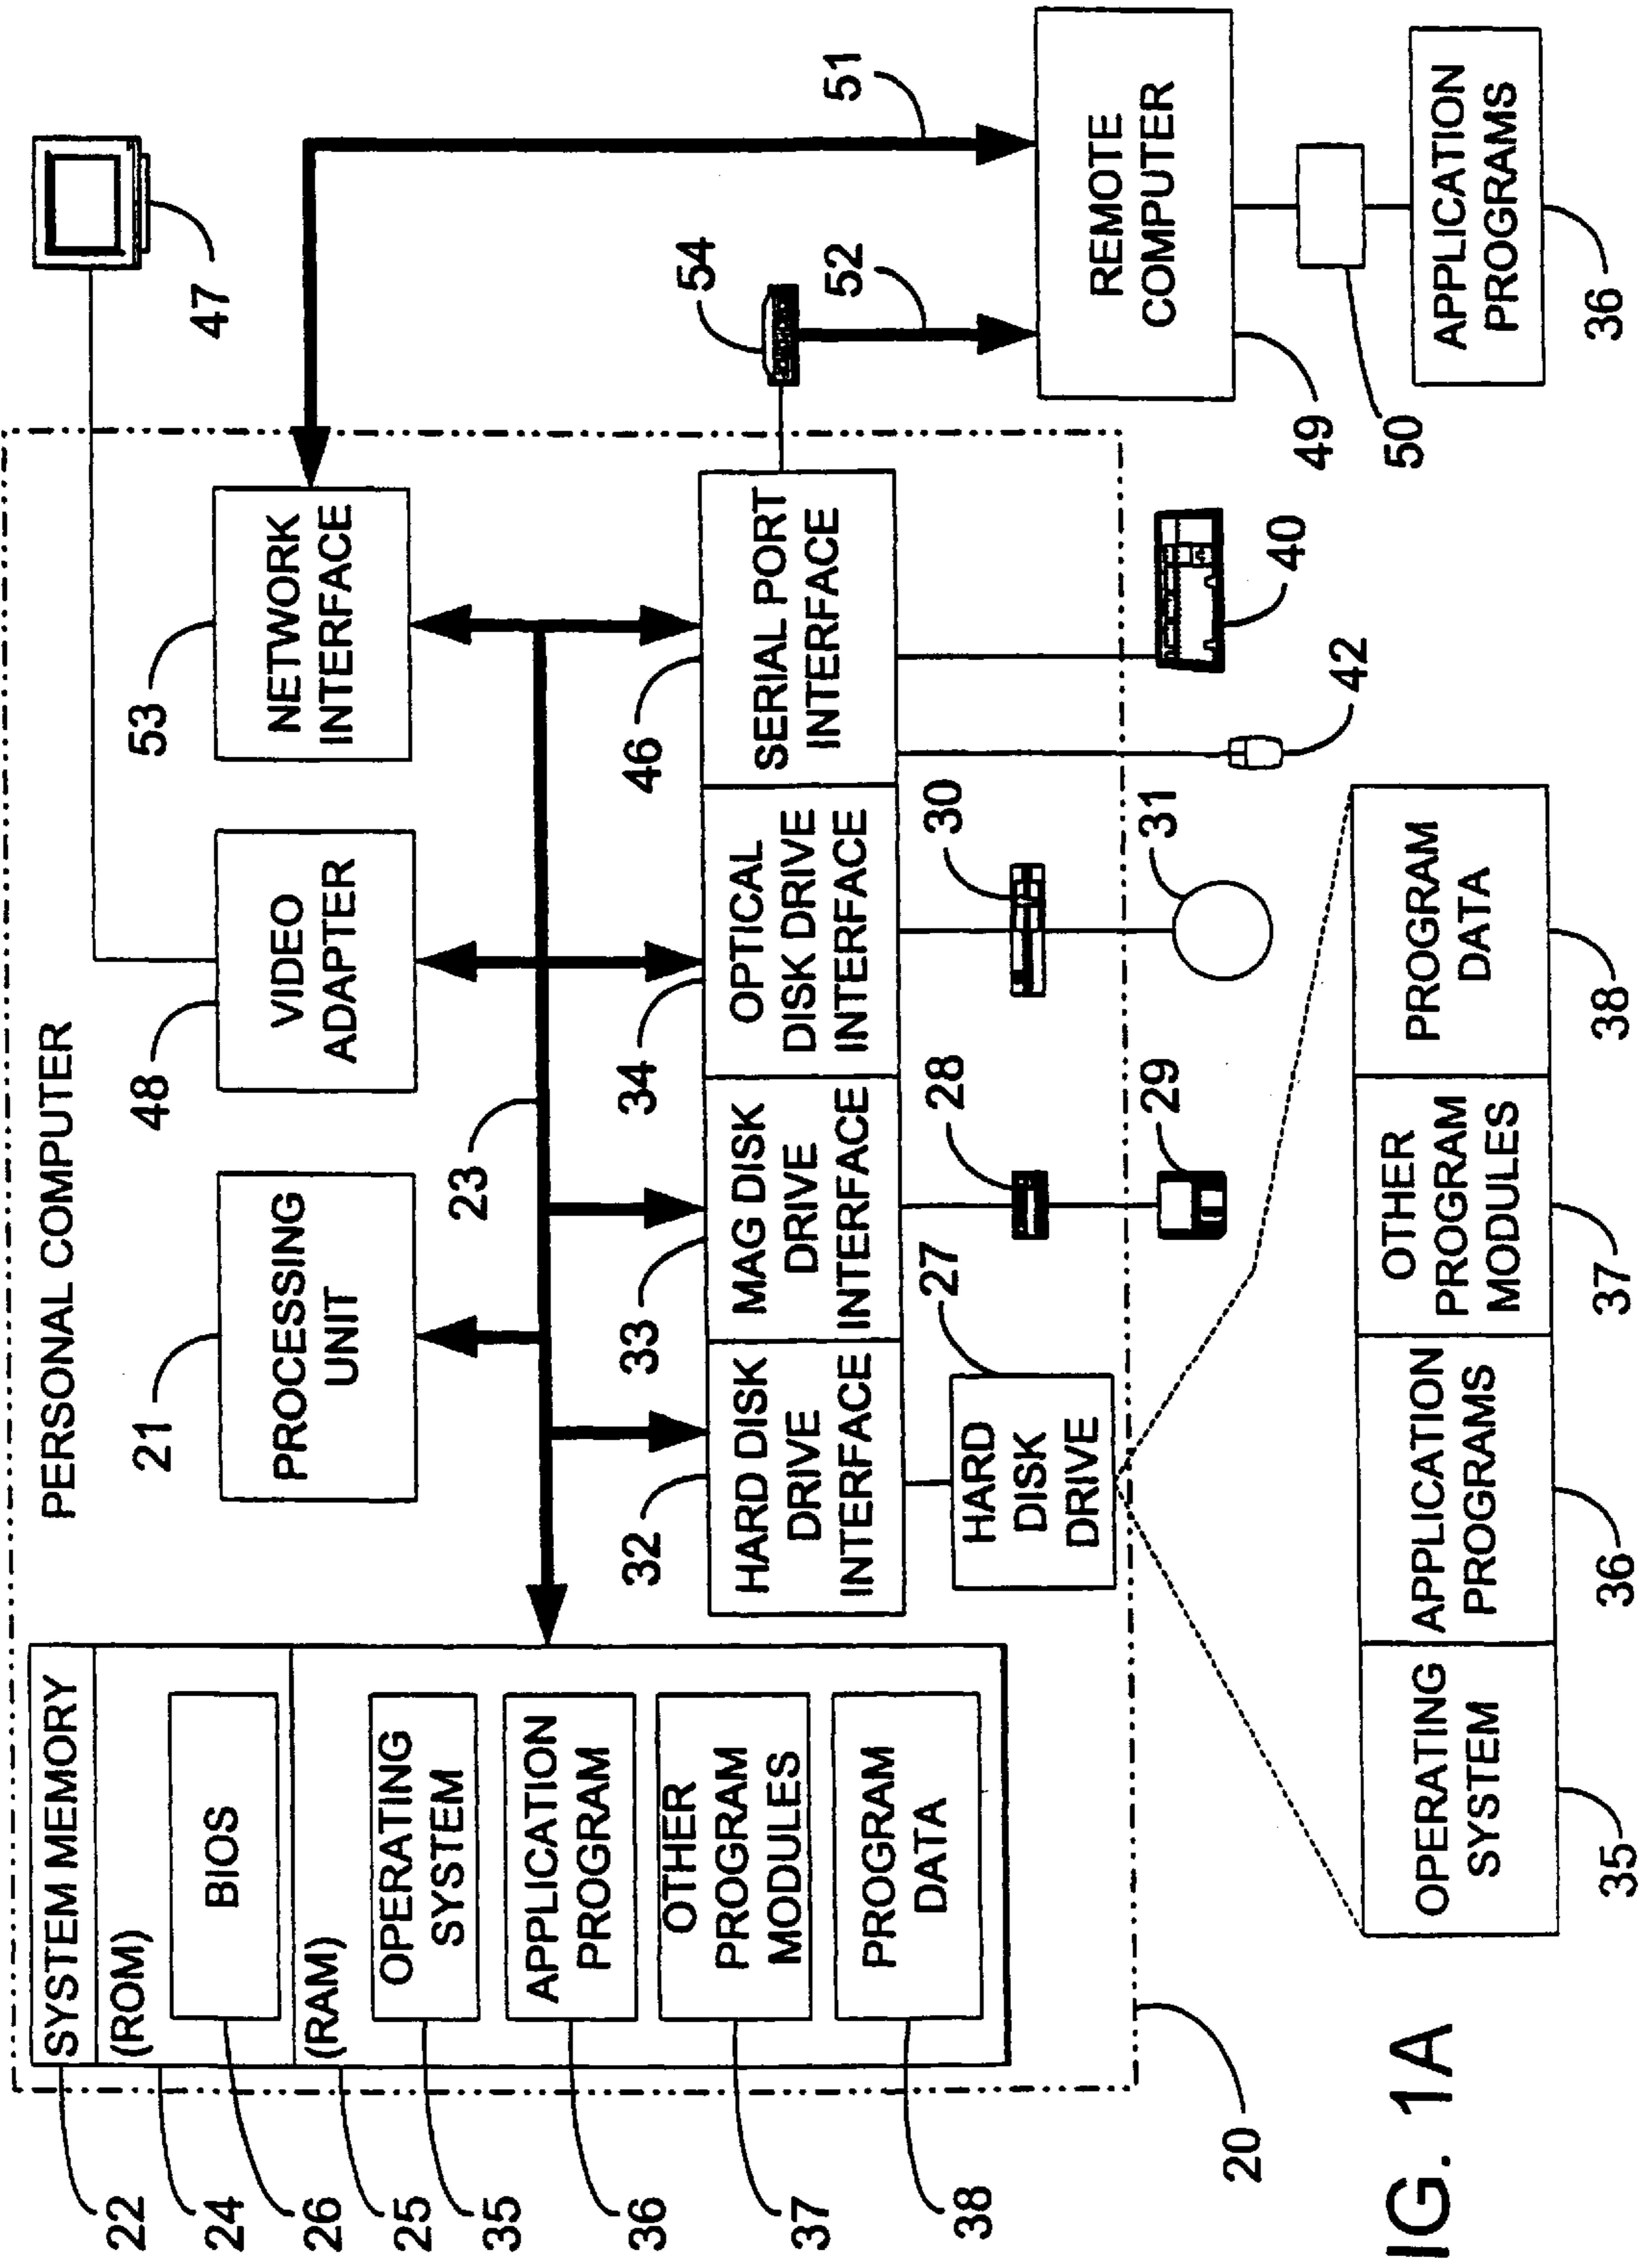 PERSONAL COMPUTER
SYSTEM MEMORY
(ROM)
BIOS
(RAM)
OPERATING
SYSTEM
APPLICATION
PROGRAM
OTHER
PROGRAM
MODULES
PROGRAM
DATA
22
24
26
25
35
36
37
38
21
PROCESSING
UNIT
48
VIDEO
ADAPTER
53
NETWORK
INTERFACE
47
23
32
33
34
46
HARD DISK
DRIVE
INTERFACE
MAG DISK
DRIVE
INTERFACE
OPTICAL
DISK DRIVE
INTERFACE
SERIAL PORT
INTERFACE
54
52
51
27
HARD
DISK
DRIVE
28
29
30
31
42
40
REMOTE
COMPUTER
49
50
APPLICATION
PROGRAMS
36
20
OPERATING
SYSTEM
APPLICATION
PROGRAMS
OTHER
PROGRAM
MODULES
PROGRAM
DATA
35
36
37
38
IG. 1A